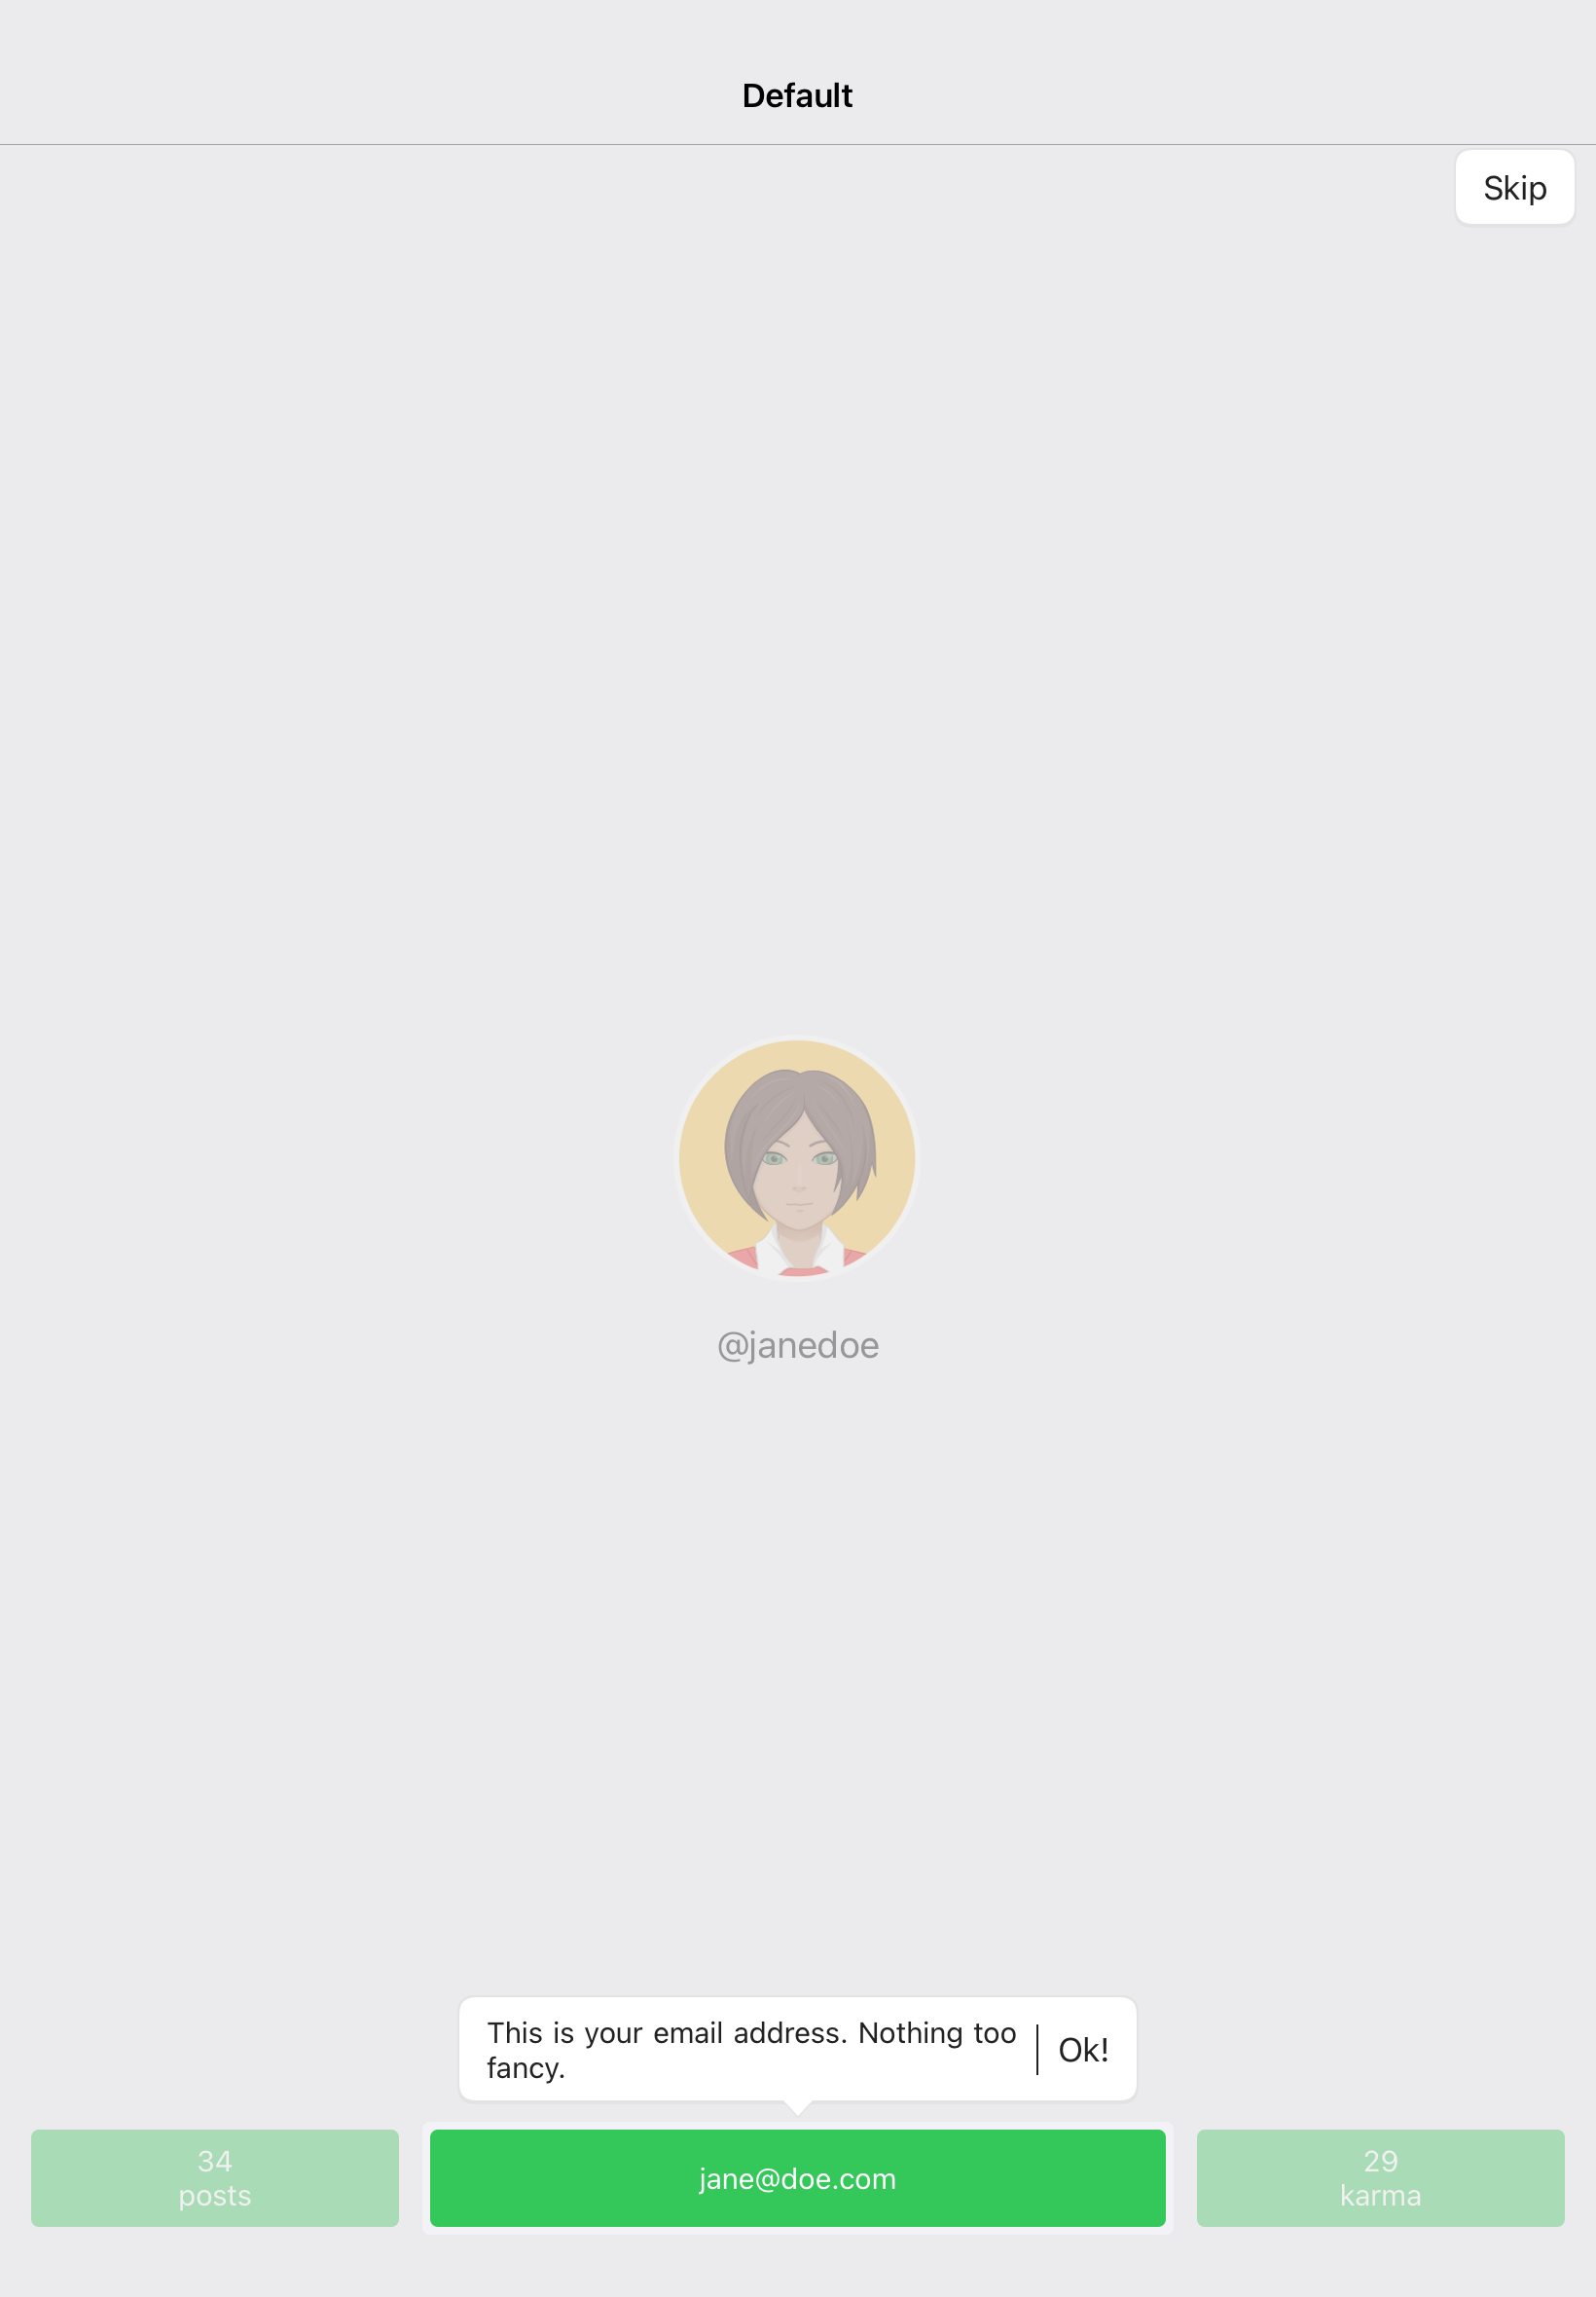 Default
Skip
@janedoe
This is your email address. Nothing too
fancy.
Ok!
34
posts
jane@doe.com
29
karma